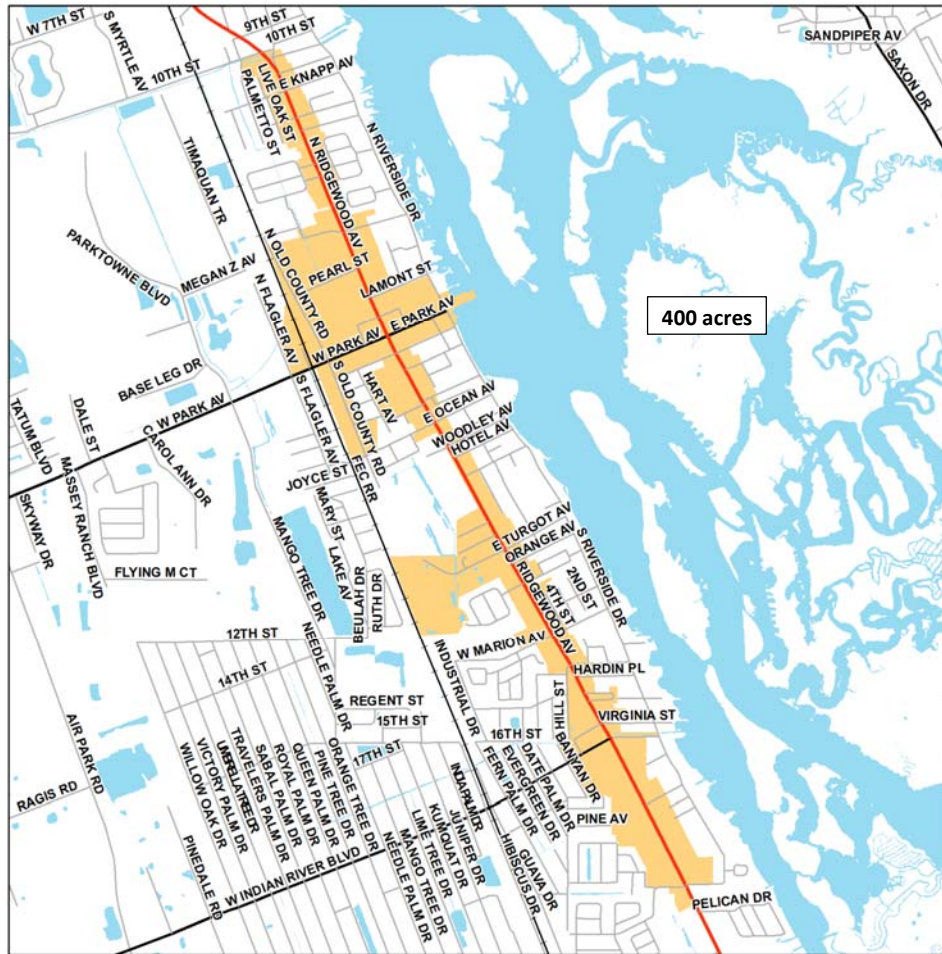 W 7TH ST
S MYRTLE AV
9TH ST
10TH ST
10TH ST
E KNAPP AV
LIVE OAK ST
PALMETTO ST
SANDPIPER AV
SAXON DR
TIMAQUAN TR
N RIDGEWOOD AV
N RIVERSIDE DR
PARKTOWNE BLVD
MEGAN Z AV
N OLD COUNTY RD
PEARL ST
LAMONT ST
N FLAGLER AV
400 acres
W PARK AV
E PARK AV
BASE LEG DR
S FLAGLER AV
S OLD COUNTY RD
HART AV
E OCEAN AV
WOODLEY AV
HOTEL AV
TATUM BLVD
DALE ST
W PARK AV
CAROL ANN DR
MASSEY RANCH BLVD
JOYCE ST
FEC RR
SKYWAY DR
MARY ST
LAKE AV
MANGO TREE DR
BEULAH DR
RUTH DR
FLYING M CT
E TURGOT AV
ORANGE AV
S RIDGEWOOD AV
S RIVERSIDE DR
2ND ST
4TH ST
12TH ST
NEEDLE PALM DR
INDUSTRIAL DR
W MARION AV
HARDIN PL
14TH ST
REGENT ST
15TH ST
16TH ST
HILL ST
VIRGINIA ST
BANYAN DR
17TH ST
AIR PARK RD
RAGIS RD
WILLOW OAK DR
VICTORY PALM DR
TRAVELERS PALM DR
SABAL PALM DR
ROYAL PALM DR
QUEEN PALM DR
PINE TREE DR
ORANGE TREE DR
DATE PALM DR
EVERGREEN DR
FERN PALM DR
PINE AV
PINEDALE RD
W INDIAN RIVER BLVD
JUNIPER DR
KUMQUAT DR
LIME TREE DR
MANGO TREE DR
NEEDLE PALM DR
HIBISCUS DR
GUAVA DR
PELICAN DR